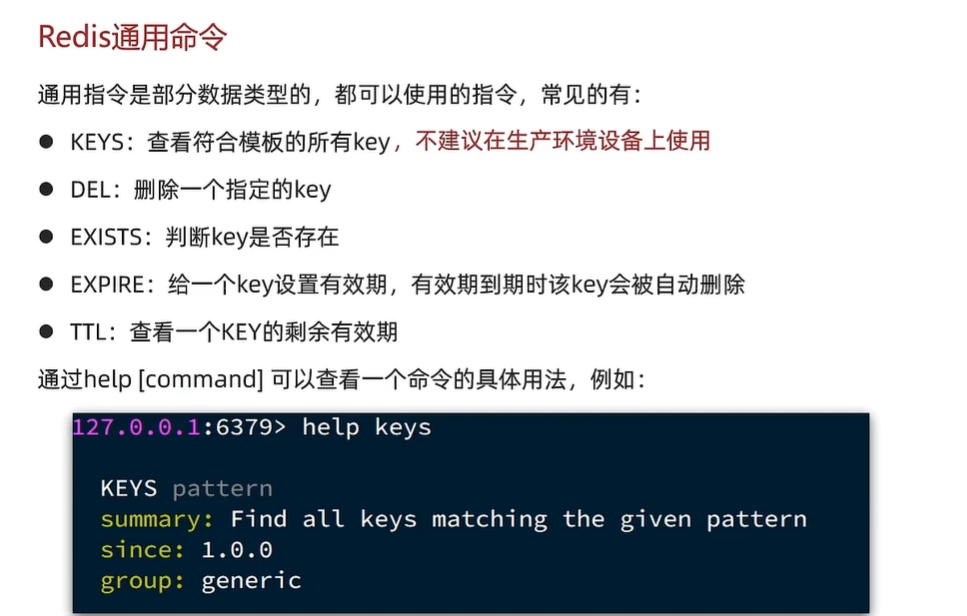 Redis通用命令
通用指令是部分数据类型的，都可以使用的指令，常见的有：
● KEYS：查看符合模板的所有key，不建议在生产环境设备上使用
● DEL：删除一个指定的key
● EXISTS：判断key是否存在
● EXPIRE：给一个key设置有效期，有效期到期时该key会被自动删除
● TTL：查看一个KEY的剩余有效期
通过help [command] 可以查看一个命令的具体用法，例如：
127.0.0.1:6379> help keys
KEYS pattern
summary: Find all keys matching the given pattern
since: 1.0.0
group: generic